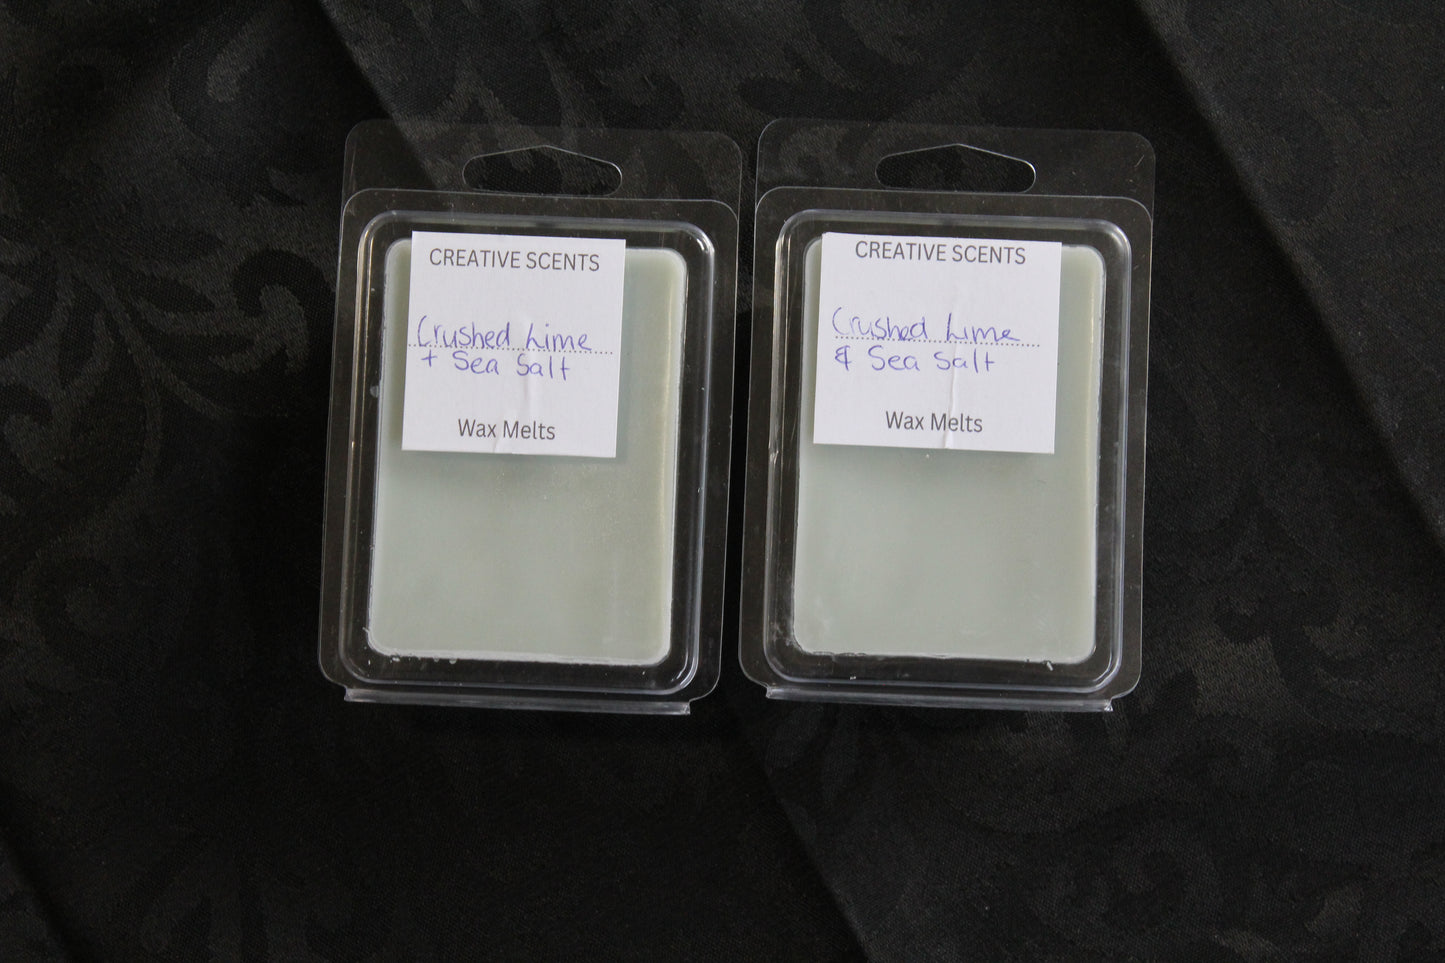 CREATIVE SCENTS
Crushed Lime
+ Sea Salt
Wax Melts
CREATIVE SCENTS
Crushed Lime
& Sea Salt
Wax Melts